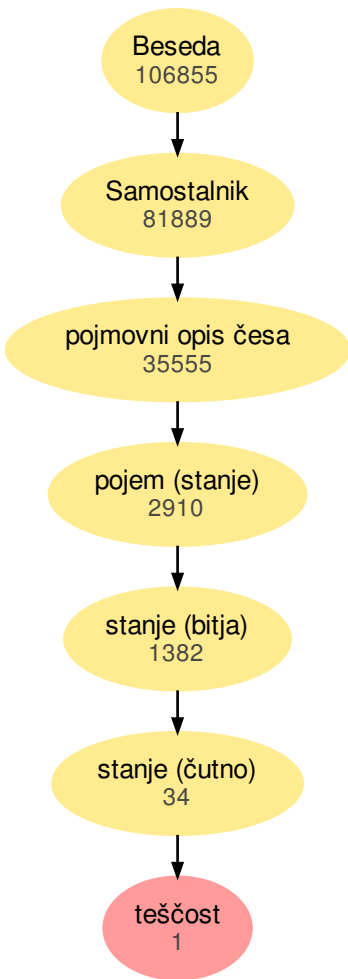 Beseda
106855
Samostalnik
81889
pojmovni opis česa
35555
pojem (stanje)
2910
stanje (bitja)
1382
stanje (čutno)
34
teščost
1